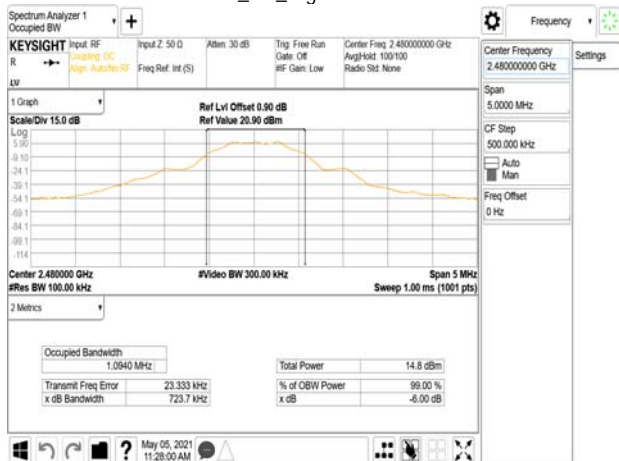 Spectrum Analyzer 1
Occupied BW
Frequency
KEYSIGHT Input: RF
R
Coupling: DC
Align: Auto/No RF
Input Z: 50 Ω
Freq Ref: Int (S)
Atten: 30 dB
Trig: Free Run
Gate: Off
#IF Gain: Low
Center Freq: 2.480000000 GHz
Avg|Hold: 100/100
Radio Std: None
Center Frequency
2.480000000 GHz
Settings
Span
5.0000 MHz
CF Step
500.000 kHz
Auto
Man
Freq Offset
0 Hz
1 Graph
Scale/Div 15.0 dB
Ref Lvl Offset 0.90 dB
Ref Value 20.90 dBm
Log
5.90
-9.10
-24.1
-39.1
-54.1
-69.1
-84.1
-99.1
-114
Center 2.480000 GHz
#Res BW 100.00 kHz
#Video BW 300.00 kHz
Span 5 MHz
Sweep 1.00 ms (1001 pts)
2 Metrics
Occupied Bandwidth
1.0940 MHz
Total Power 14.8 dBm
Transmit Freq Error 23.333 kHz
% of OBW Power 99.00 %
x dB Bandwidth 723.7 kHz
x dB -6.00 dB
?
May 05, 2021
11:28:00 AM